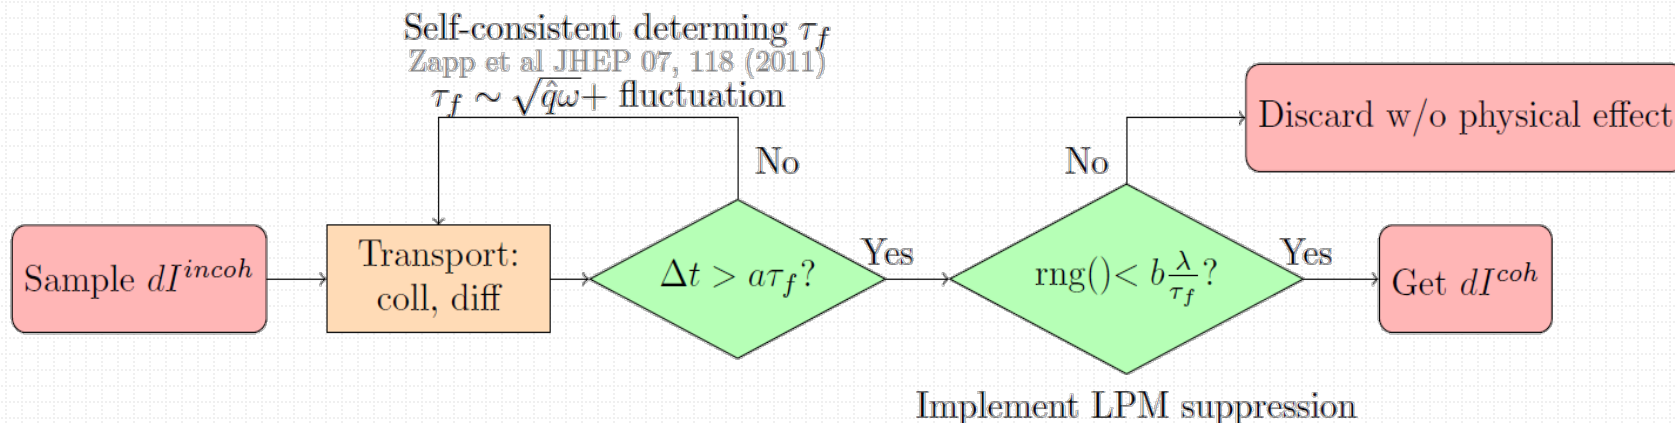 Self-consistent determing τ_f
Zapp et al JHEP 07, 118 (2011)
τ_f ∼ √(q̂ω)+ fluctuation
Discard w/o physical effect
No
No
Sample dI^{incoh}
Transport:
coll, diff
Δt > aτ_f?
Yes
rng()< b λ/τ_f?
Yes
Get dI^{coh}
Implement LPM suppression